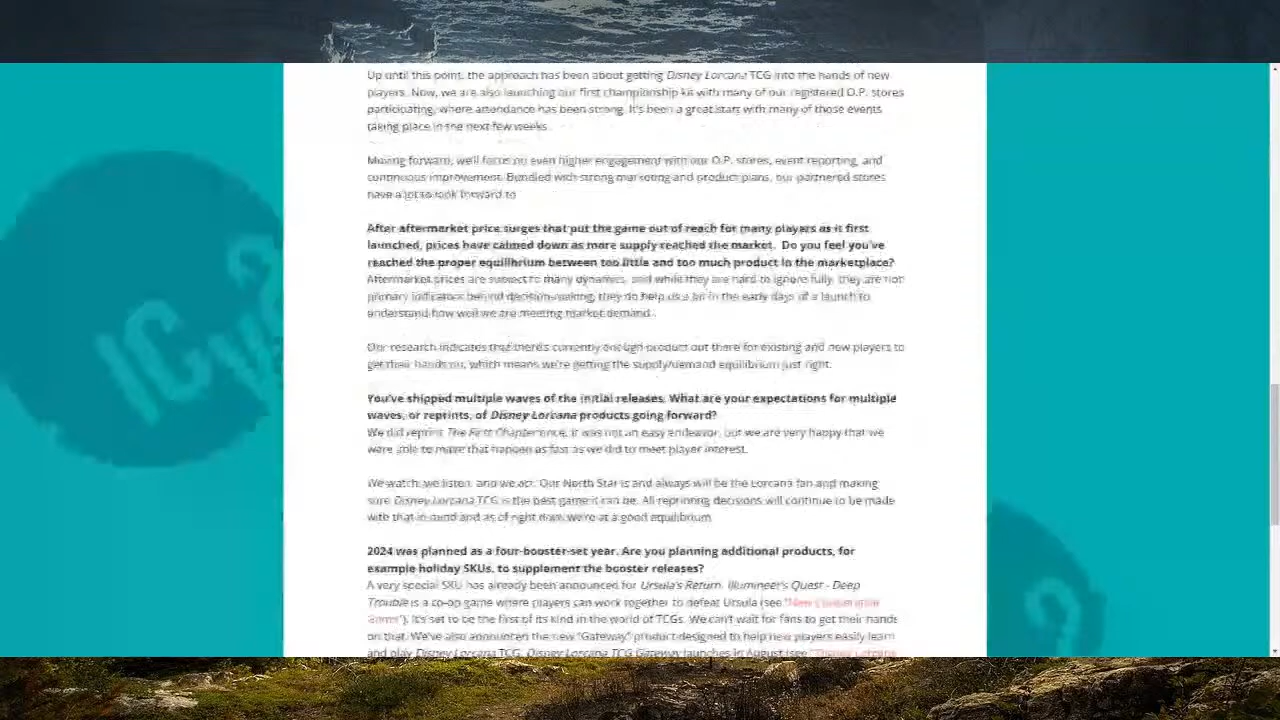 Up until this point, the approach has been about getting Disney Lorcana TCG into the hands of new
players. Now, we are also launching our first championship kit with many of our registered O.P. stores
participating, where attendance has been strong. It's been a great start with many of those events
taking place in the next few weeks.
Moving forward, we'll focus on even higher engagement with our O.P. stores, event reporting, and
continuous improvement. Bundled with strong marketing and product plans, our partnered stores
have a lot to look forward to.
After aftermarket price surges that put the game out of reach for many players as it first
launched, prices have calmed down as more supply reached the market. Do you feel you've
reached the proper equilibrium between too little and too much product in the marketplace?
Aftermarket prices are subject to many dynamics, and while they are hard to ignore fully, they are not
primary indicators behind decision-making, they do help us a bit in the early days of a launch to
understand how well we are meeting market demand.
Our research indicates that there's currently enough product out there for existing and new players to
get their hands on, which means we're getting the supply/demand equilibrium just right.
You've shipped multiple waves of the initial releases. What are your expectations for multiple
waves, or reprints, of Disney Lorcana products going forward?
We did reprint The First Chapter once. It was not an easy endeavor, but we are very happy that we
were able to make that happen as fast as we did to meet player interest.
We watch, we listen, and we act. Our North Star is and always will be the Lorcana fan and making
sure Disney Lorcana TCG is the best game it can be. All reprinting decisions will continue to be made
with that in mind and as of right now, we're at a good equilibrium.
2024 was planned as a four-booster-set year. Are you planning additional products, for
example holiday SKUs, to supplement the booster releases?
A very special SKU has already been announced for Ursula's Return. Illumineer's Quest - Deep
Trouble is a co-op game where players can work together to defeat Ursula (see "New Cooperative
Game"). It's set to be the first of its kind in the world of TCGs. We can't wait for fans to get their hands
on that. We've also announced the new "Gateway" product designed to help new players easily learn
and play Disney Lorcana TCG. Disney Lorcana TCG Gateway launches in August (see "Disney Lorcana
IC